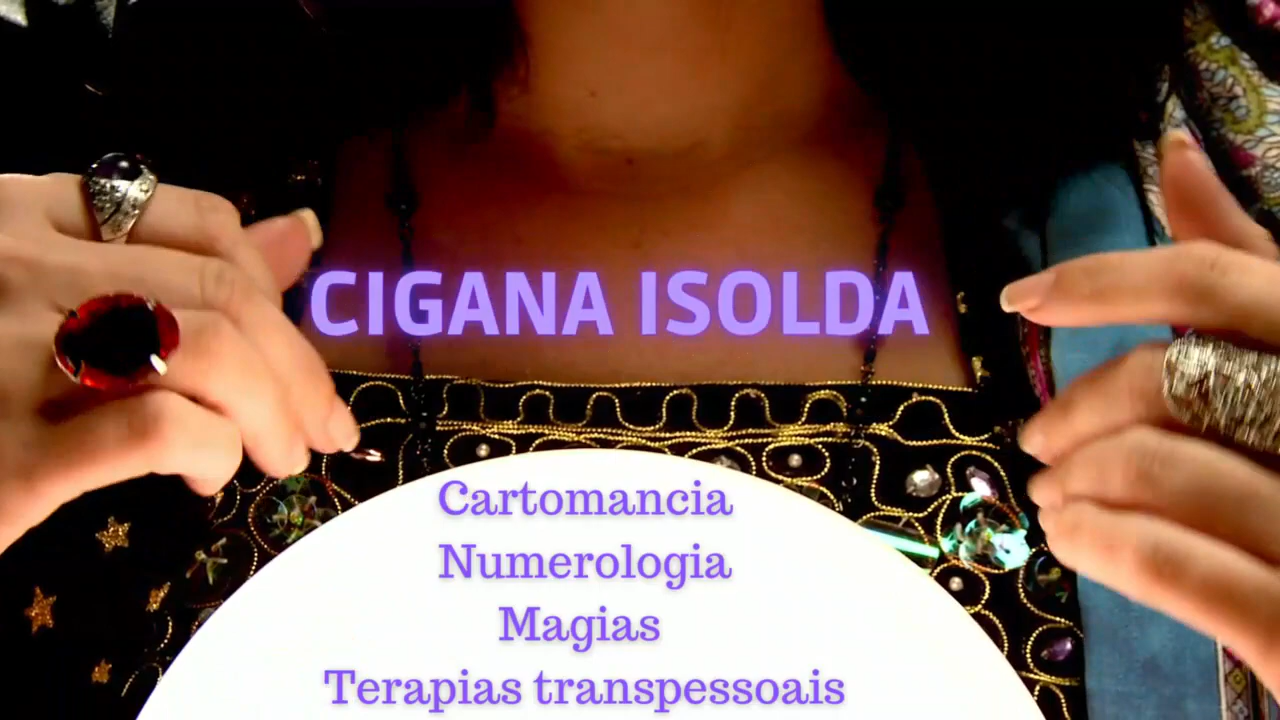 CIGANA ISOLDA
Cartomancia
Numerologia
Magias
Terapias transpessoais